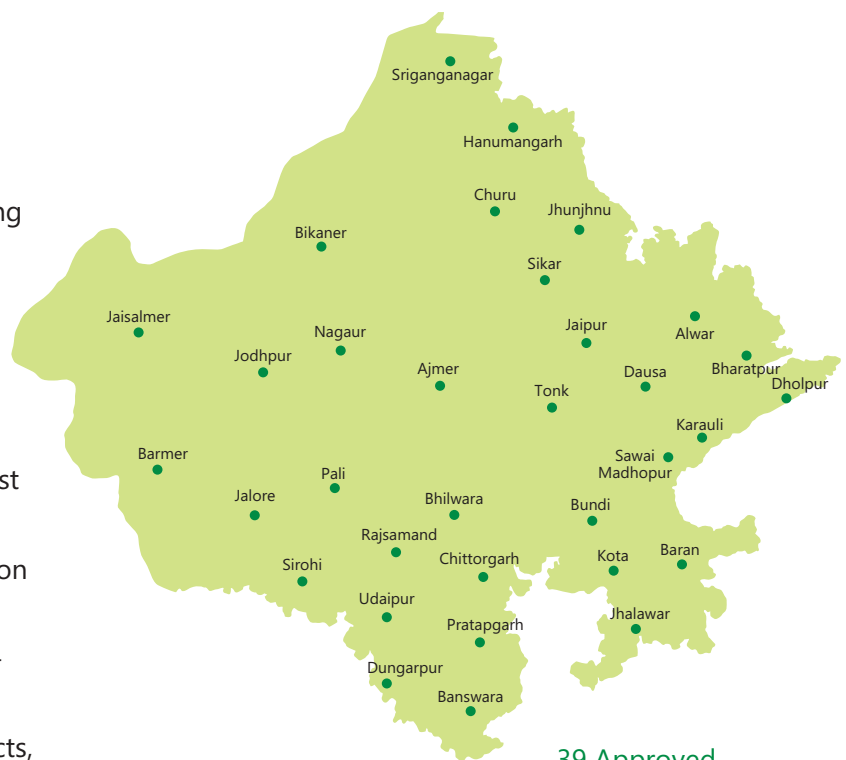 Sriganganagar
Hanumangarh
Churu
Jhunjhnu
ng
Bikaner
Sikar
Jaisalmer
Nagaur
Jaipur
Alwar
Jodhpur
Ajmer
Dausa
Bharatpur
Dholpur
Tonk
Karauli
Barmer
Sawai
Madhopur
Pali
st
Jalore
Bhilwara
Bundi
Rajsamand
Sirohi
Chittorgarh
Kota
Baran
on
Udaipur
Jhalawar
Pratapgarh
Dungarpur
Banswara
cts,
39 Approved